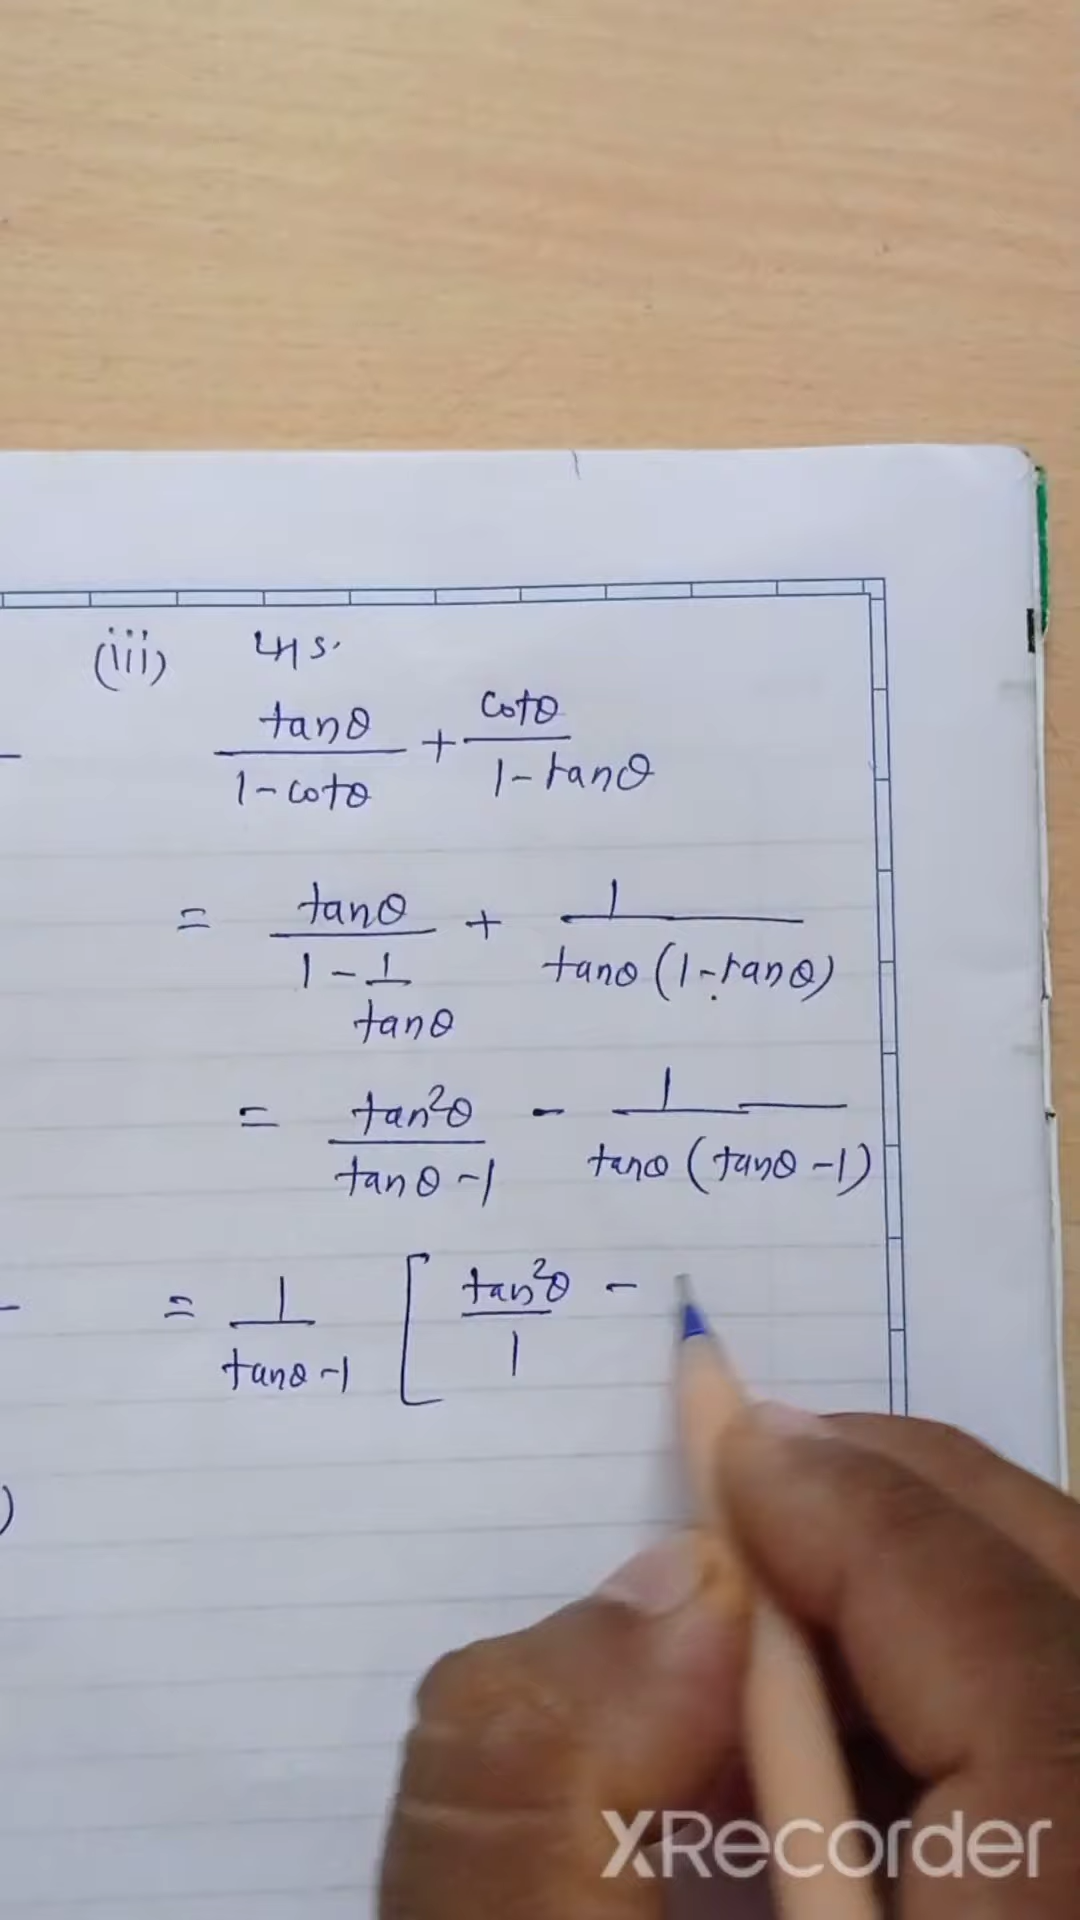 (iii) LHS.
tanθ/1-cotθ + cotθ/1-tanθ
= tanθ/1-1/tanθ + 1/tanθ(1-tanθ)
= tan²θ/tanθ-1 - 1/tanθ(tanθ-1)
= 1/tanθ-1 [tan²θ/1 -
)
XRecorder